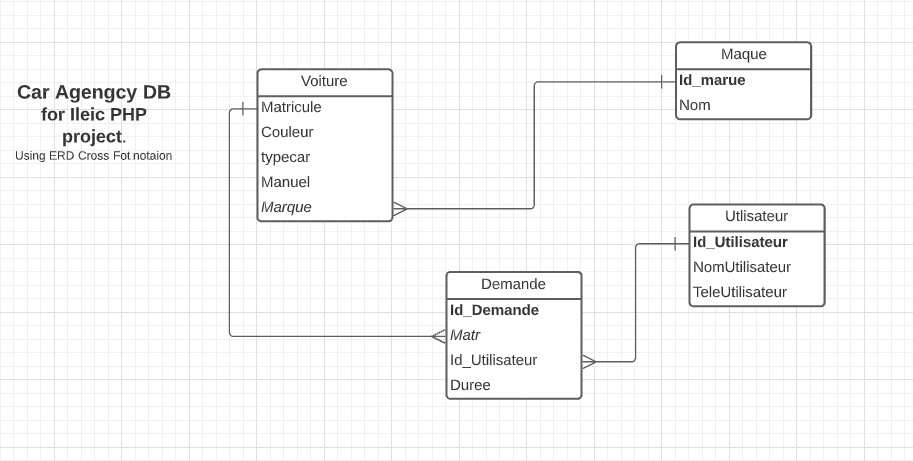 Car Agengcy DB
for Ileic PHP
project.
Using ERD Cross Fot notaion
Voiture
Matricule
Couleur
typecar
Manuel
Marque
Maque
Id_marue
Nom
Utlisateur
Id_Utilisateur
NomUtilisateur
TeleUtilisateur
Demande
Id_Demande
Matr
Id_Utilisateur
Duree